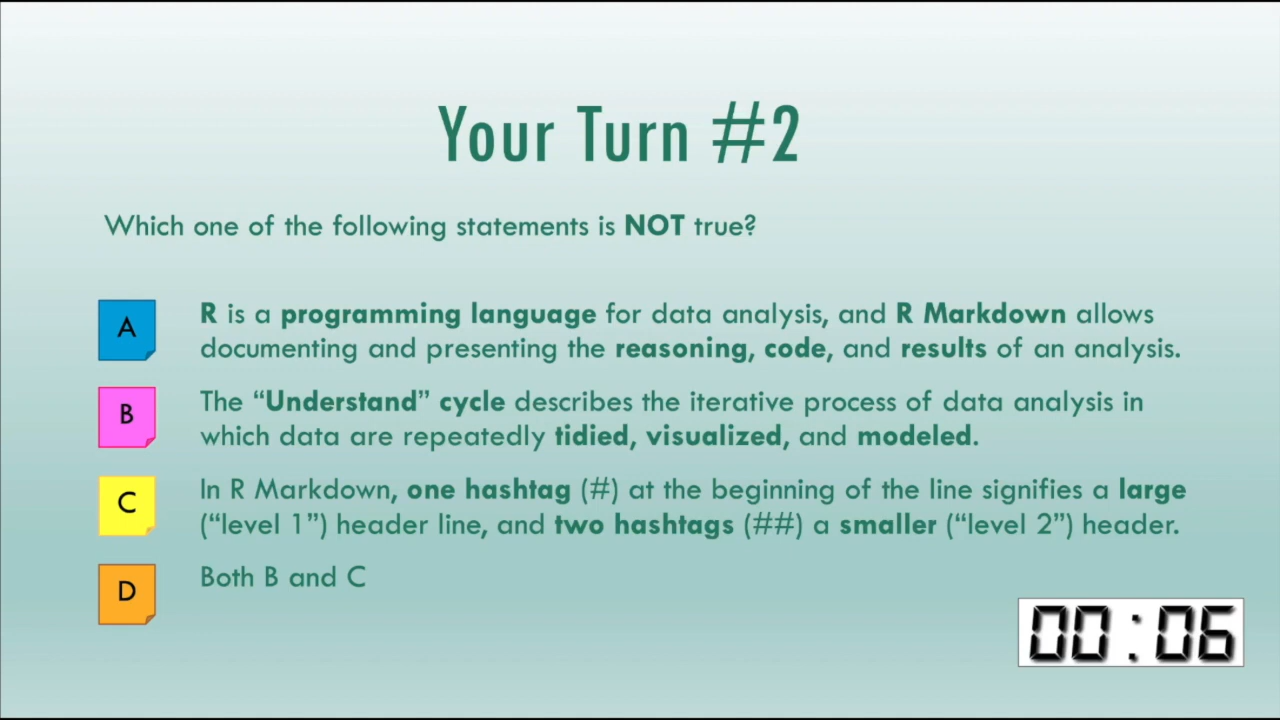 Your Turn #2
Which one of the following statements is NOT true?
A
R is a programming language for data analysis, and R Markdown allows
documenting and presenting the reasoning, code, and results of an analysis.
B
The “Understand” cycle describes the iterative process of data analysis in
which data are repeatedly tidied, visualized, and modeled.
C
In R Markdown, one hashtag (#) at the beginning of the line signifies a large
(“level 1”) header line, and two hashtags (##) a smaller (“level 2”) header.
D
Both B and C
00:06